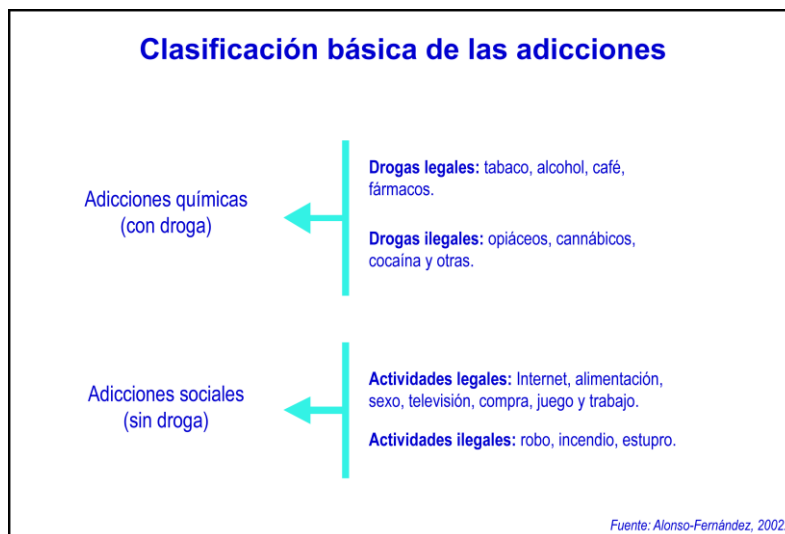 Clasificación básica de las adicciones
Adicciones químicas
(con droga)
Drogas legales: tabaco, alcohol, café,
fármacos.
Drogas ilegales: opiáceos, cannábicos,
cocaína y otras.
Adicciones sociales
(sin droga)
Actividades legales: Internet, alimentación,
sexo, televisión, compra, juego y trabajo.
Actividades ilegales: robo, incendio, estupro.
Fuente: Alonso-Fernández, 2002.